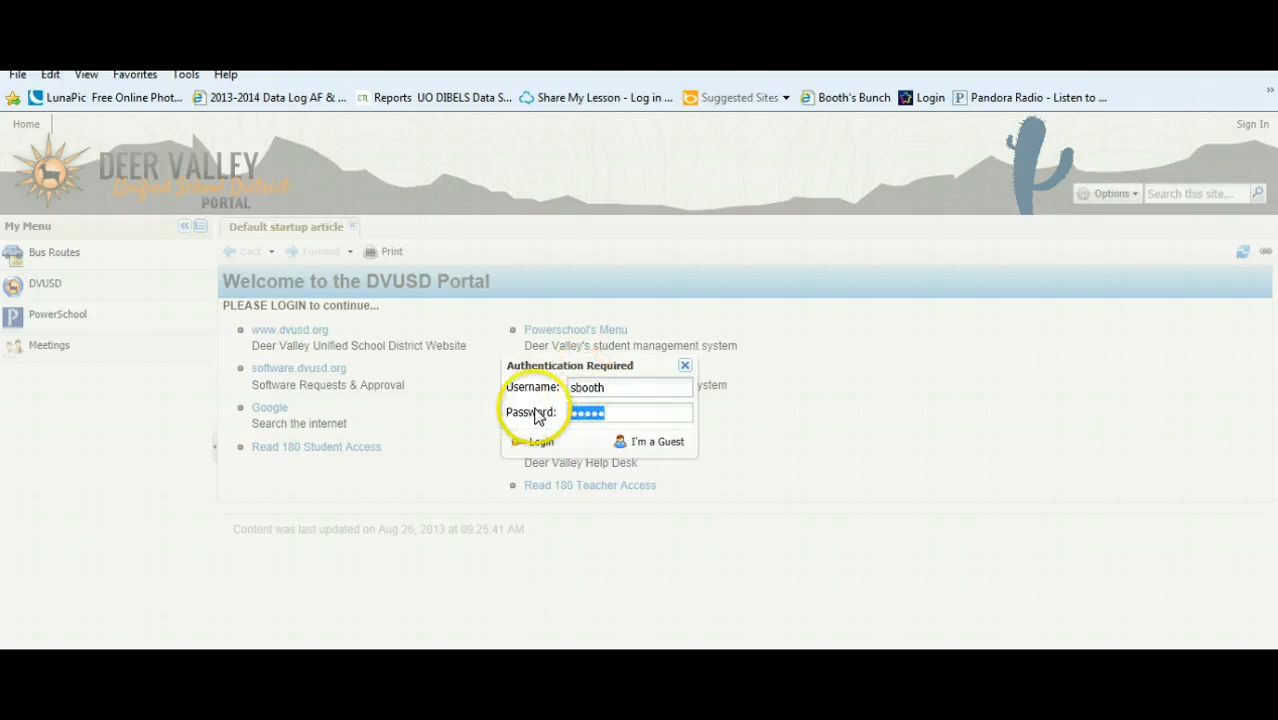 File Edit View Favorites Tools Help
LunaPic Free Online Phot... 2013-2014 Data Log AF & ... CTL Reports UO DIBELS Data S... Share My Lesson - Log in ... Suggested Sites Booth's Bunch Login P Pandora Radio - Listen to ...
Home Sign In
DEER VALLEY
Unified School District
PORTAL
Options Search this site...
My Menu Default startup article
Bus Routes Back Forward Print
DVUSD
PowerSchool
Meetings
Welcome to the DVUSD Portal
PLEASE LOGIN to continue...
www.dvusd.org
Deer Valley Unified School District Website
software.dvusd.org
Software Requests & Approval
Google
Search the internet
Read 180 Student Access
Powerschool's Menu
Deer Valley's student management system
Authentication Required
Username: sbooth
Password: •••••
Login I'm a Guest
Deer Valley Help Desk
Read 180 Teacher Access
Content was last updated on Aug 26, 2013 at 09:25:41 AM